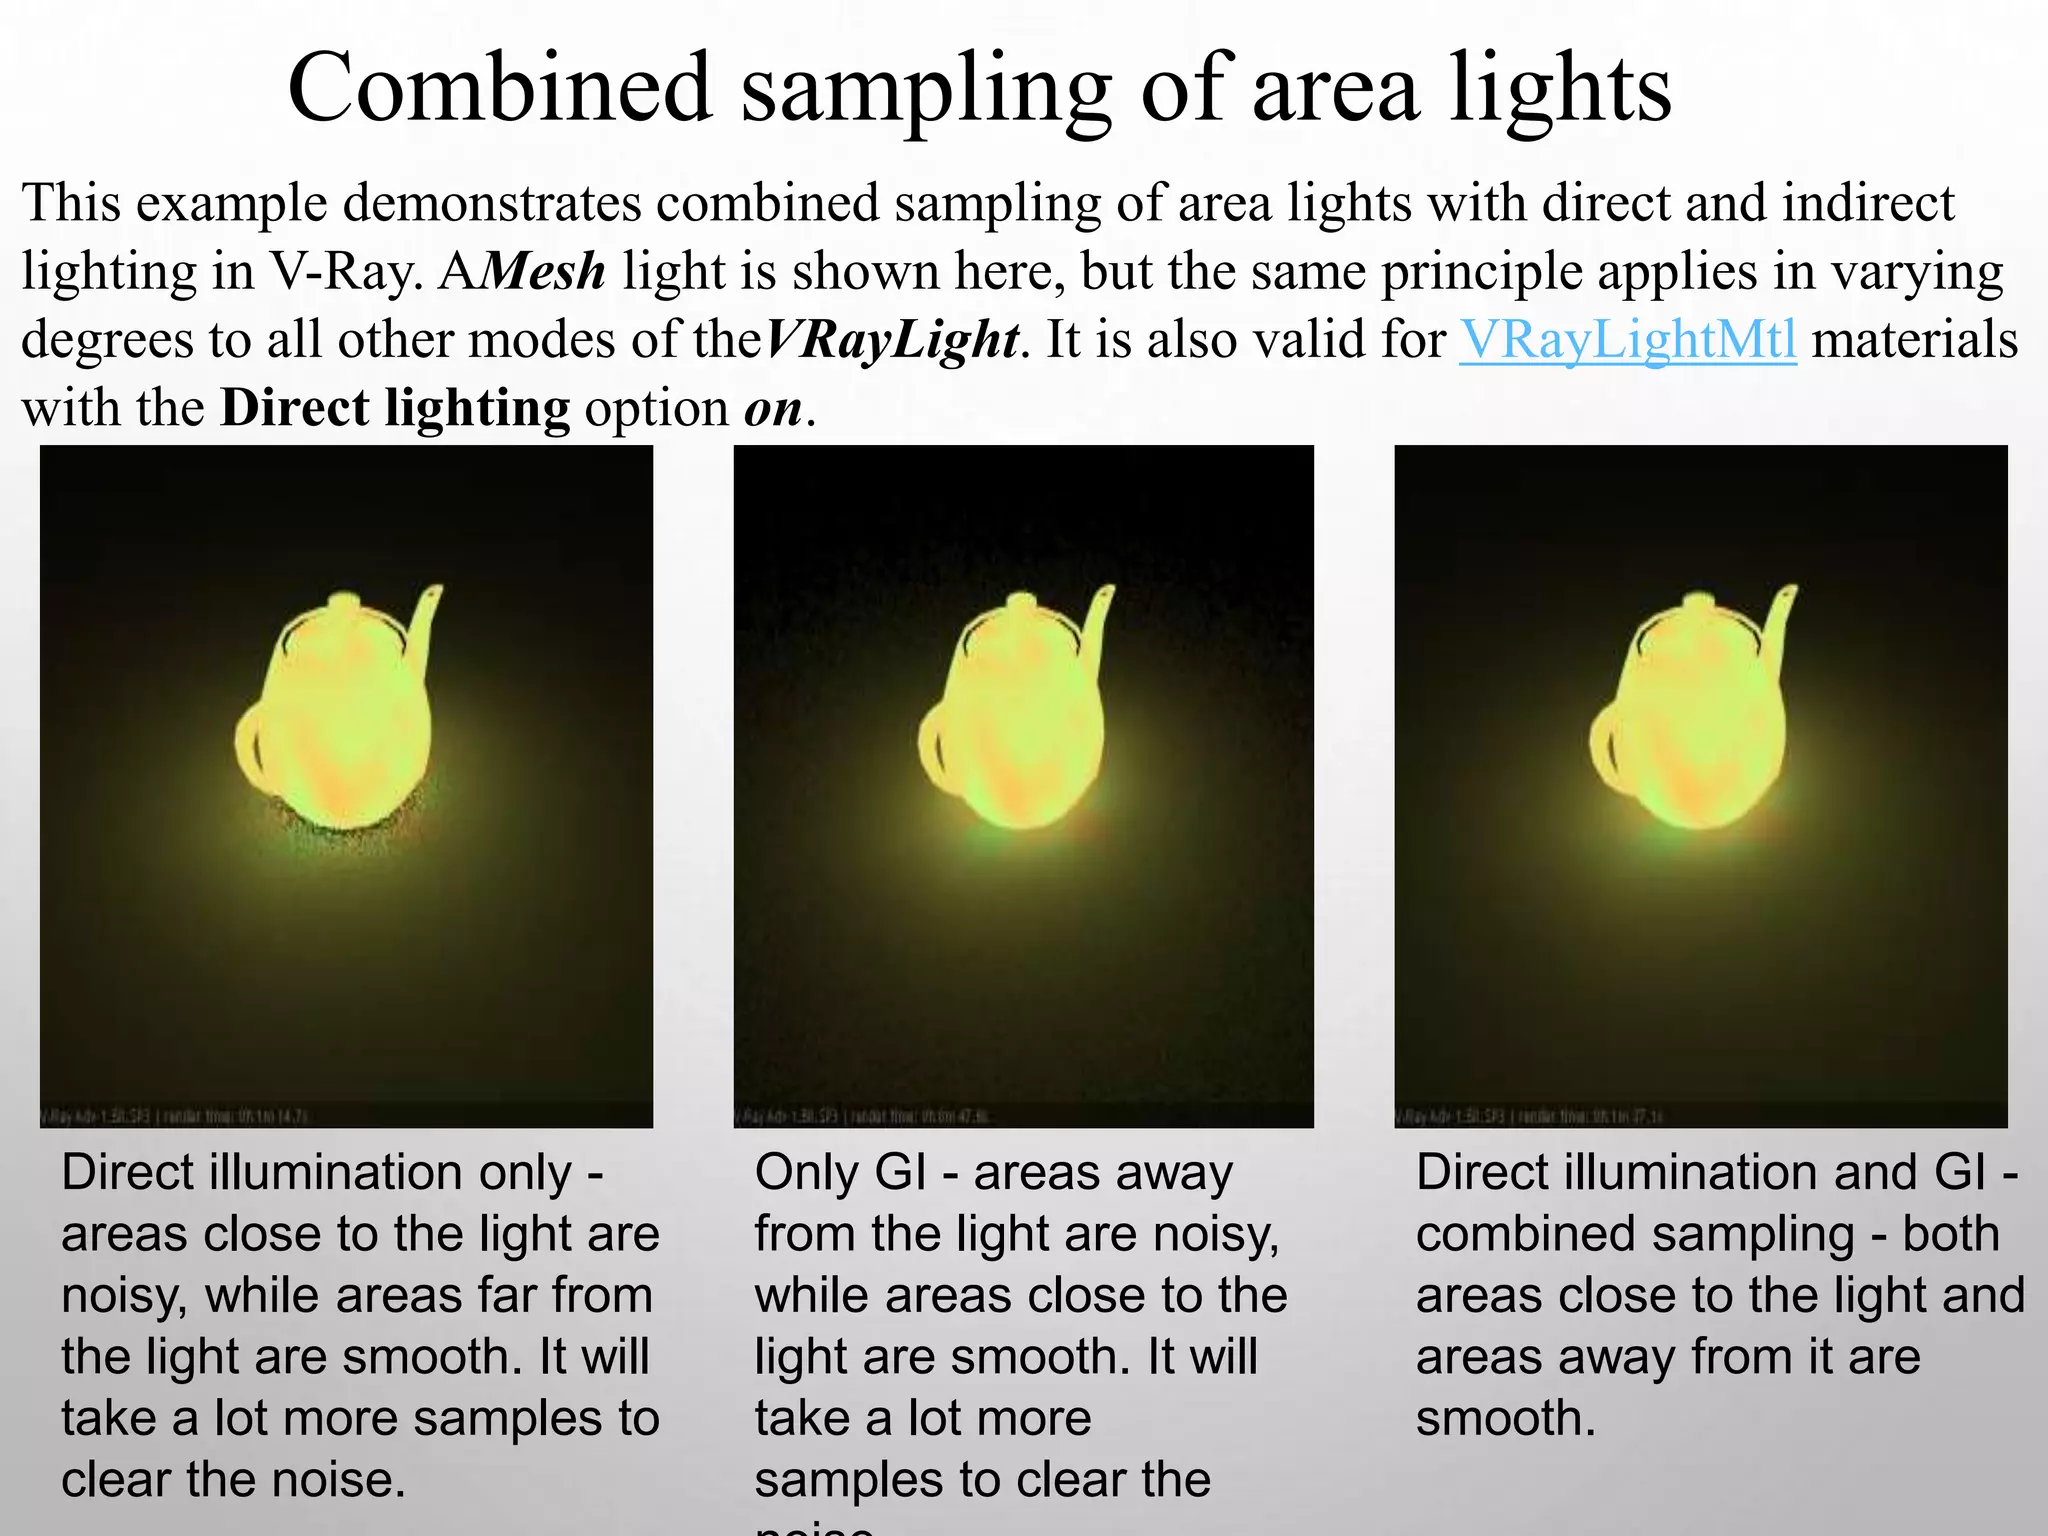 Combined sampling of area lights
This example demonstrates combined sampling of area lights with direct and indirect
lighting in V-Ray. AMesh light is shown here, but the same principle applies in varying
degrees to all other modes of theVRayLight. It is also valid for VRayLightMtl materials
with the Direct lighting option on.
V-Ray Adv 1.50.SP3 | render time: 0h 1m 14.7s
V-Ray Adv 1.50.SP3 | render time: 0h 0m
V-Ray Adv 1.50.SP3 | render time: 0h 1m
Direct illumination only -
areas close to the light are
noisy, while areas far from
the light are smooth. It will
take a lot more samples to
clear the noise.
Only GI - areas away
from the light are noisy,
while areas close to the
light are smooth. It will
take a lot more
samples to clear the
Direct illumination and GI -
combined sampling - both
areas close to the light and
areas away from it are
smooth.